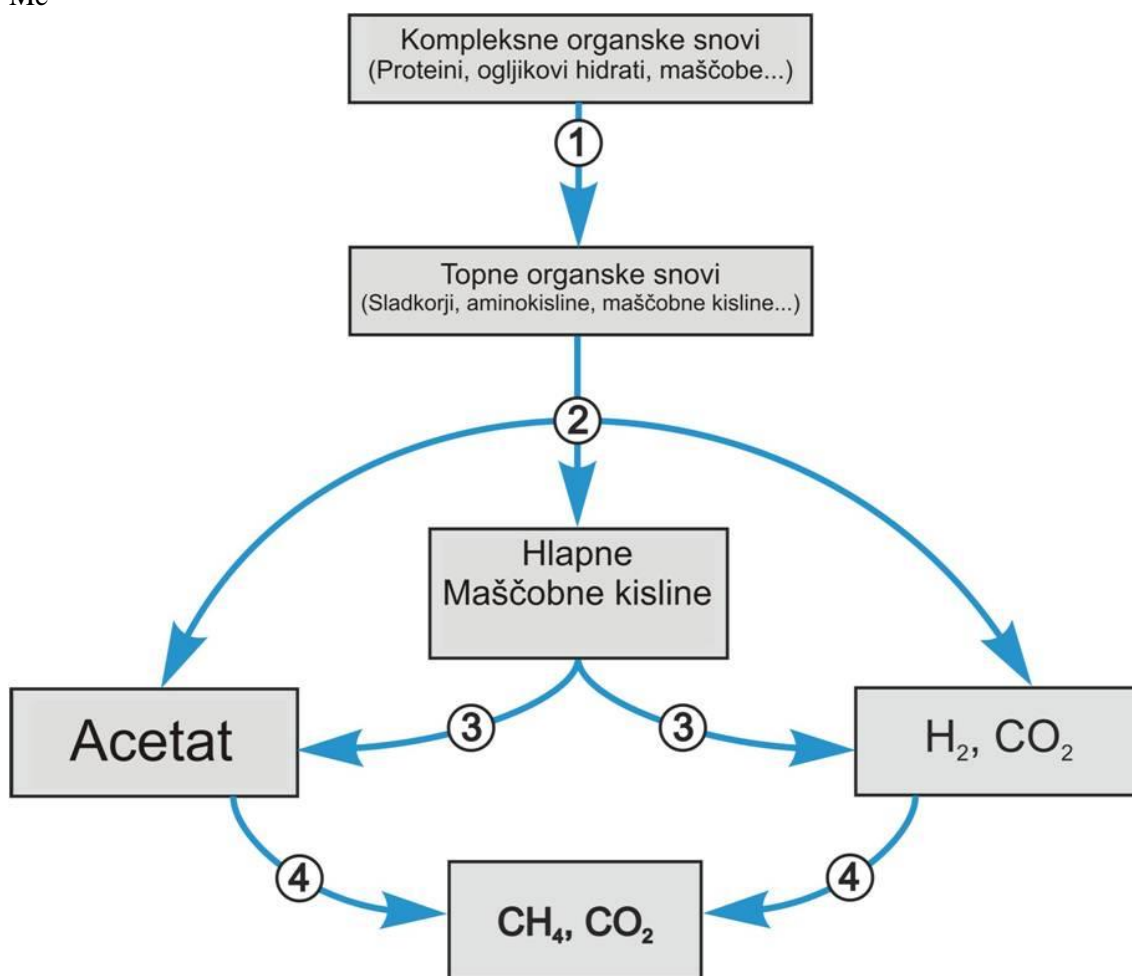 Kompleksne organske snovi
(Proteini, ogljikovi hidrati, maščobe...)
1
Topne organske snovi
(Sladkorji, aminokisline, maščobne kisline...)
2
Hlapne
Maščobne kisline
3
3
Acetat
H₂, CO₂
4
4
CH₄, CO₂